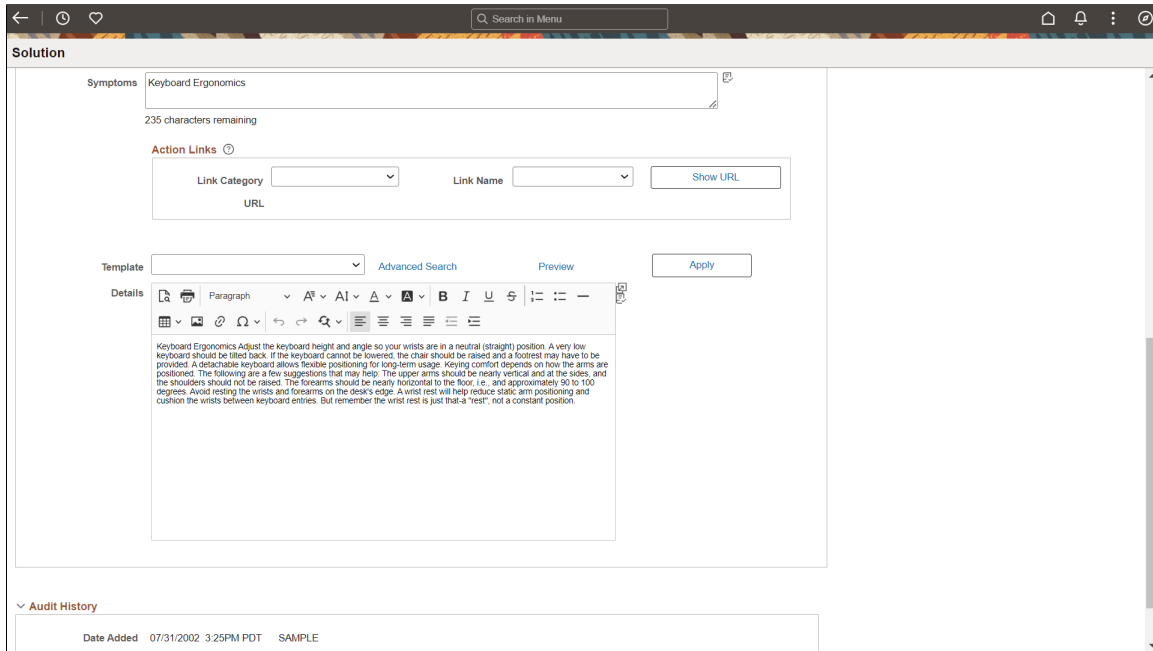 Search in Menu
Solution
Symptoms Keyboard Ergonomics
235 characters remaining
Action Links
Link Category Link Name Show URL
URL
Template Advanced Search Preview Apply
Details Paragraph
Keyboard Ergonomics Adjust the keyboard height and angle so your wrists are in a neutral (straight) position. A very low
keyboard should be tilted back. If the keyboard cannot be lowered, the chair should be raised and a footrest may have to be
provided. A detachable keyboard allows flexible positioning for long-term usage. Keying comfort depends on how the arms are
positioned. The following are a few suggestions that may help: The upper arms should be nearly vertical and at the sides, and
the shoulders should not be raised. The forearms should be nearly horizontal to the floor, i.e., and approximately 90 to 100
degrees. Avoid resting the wrists and forearms on the desk's edge. A wrist rest will help reduce static arm positioning and
cushion the wrists between keyboard entries. But remember the wrist rest is just that-a "rest", not a constant position.
Audit History
Date Added 07/31/2002 3:25PM PDT SAMPLE